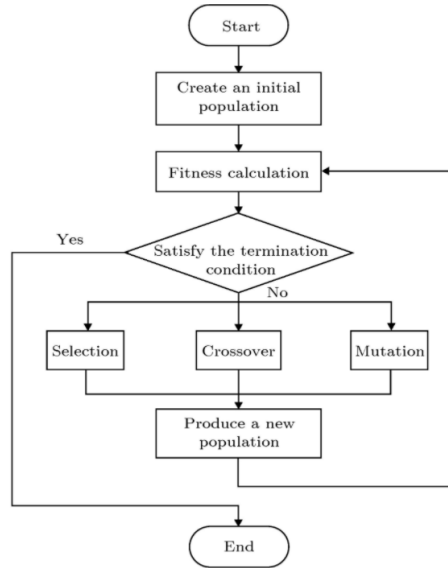 Start
Create an initial
population
Fitness calculation
Yes
Satisfy the termination
condition
No
Selection
Crossover
Mutation
Produce a new
population
End